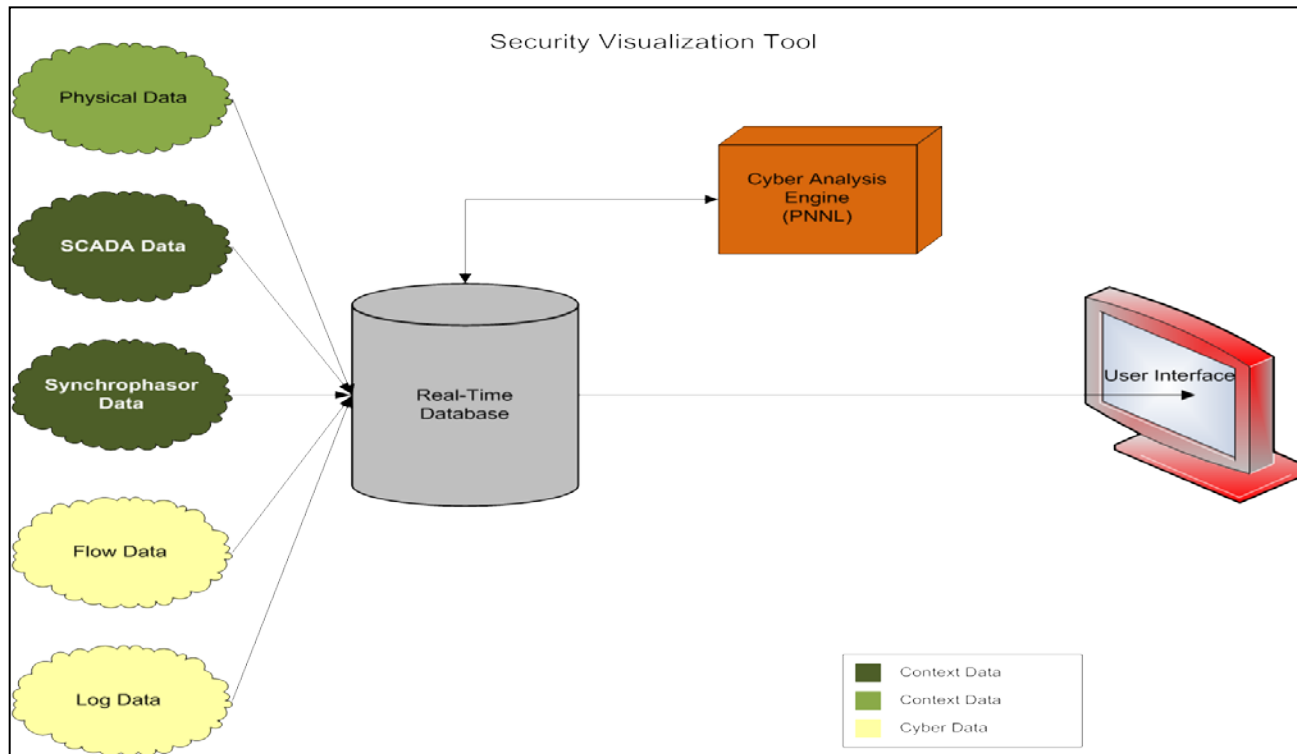 Security Visualization Tool
Physical Data
SCADA Data
Synchrophasor
Data
Flow Data
Log Data
Real-Time
Database
Cyber Analysis
Engine
(PNNL)
User Interface
Context Data
Context Data
Cyber Data